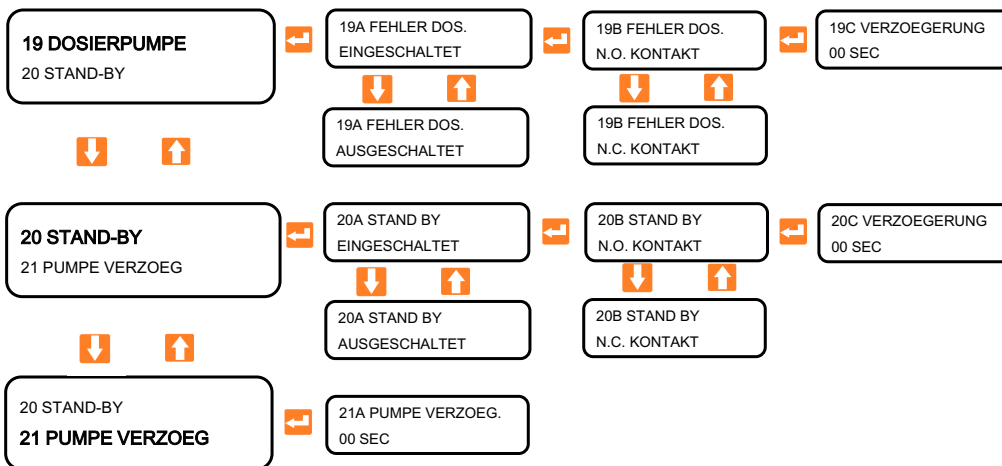 19 DOSIERPUMPE
20 STAND-BY
19A FEHLER DOS.
EINGESCHALTET
19B FEHLER DOS.
N.O. KONTAKT
19C VERZOEGERUNG
00 SEC
19A FEHLER DOS.
AUSGESCHALTET
19B FEHLER DOS.
N.C. KONTAKT
20 STAND-BY
21 PUMPE VERZOEG
20A STAND BY
EINGESCHALTET
20B STAND BY
N.O. KONTAKT
20C VERZOEGERUNG
00 SEC
20A STAND BY
AUSGESCHALTET
20B STAND BY
N.C. KONTAKT
20 STAND-BY
21 PUMPE VERZOEG
21A PUMPE VERZOEG.
00 SEC